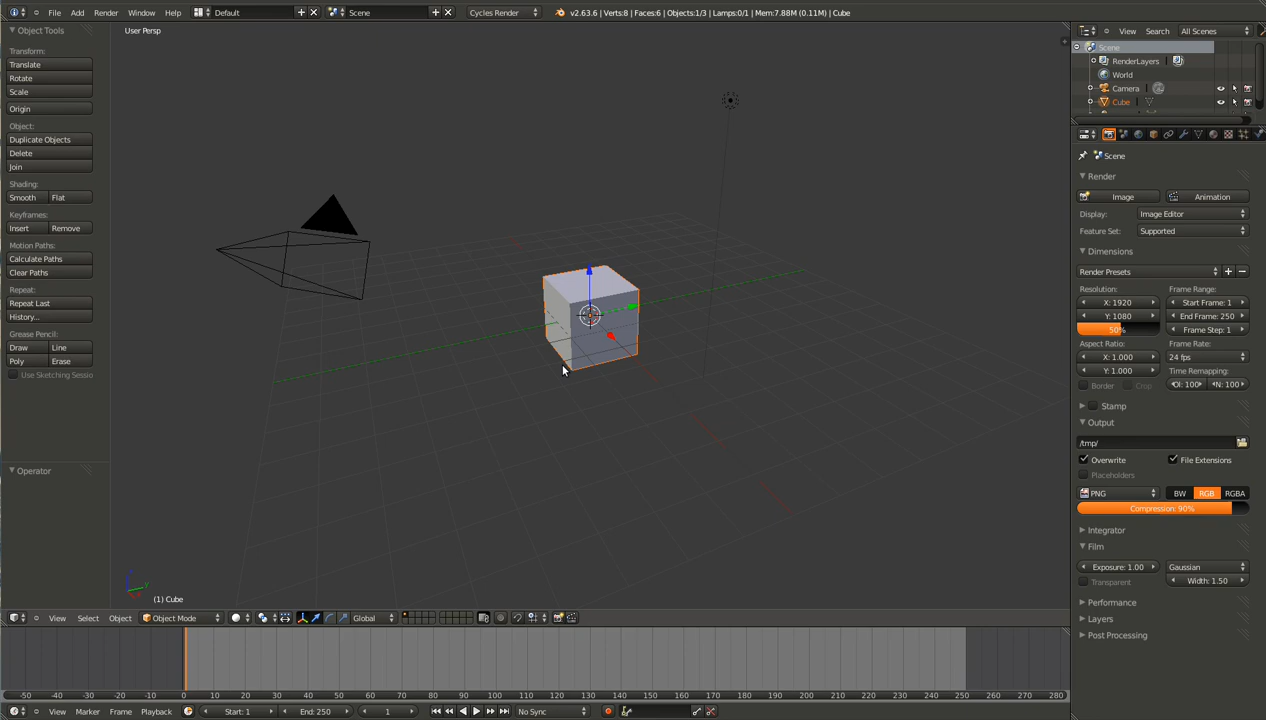 File Add Render Window Help Default Scene Cycles Render v2.63.6 | Verts:8 | Faces:6 | Objects:1/3 | Lamps:0/1 | Mem:7.88M (0.11M) | Cube
Object Tools
Transform:
Translate
Rotate
Scale
Origin
Object:
Duplicate Objects
Delete
Join
Shading:
Smooth Flat
Keyframes:
Insert Remove
Motion Paths:
Calculate Paths
Clear Paths
Repeat:
Repeat Last
History...
Grease Pencil:
Draw Line
Poly Erase
Use Sketching Sessio
Operator
User Persp
(1) Cube
View Search All Scenes
Scene
RenderLayers
World
Camera
Cube
Scene
Render
Image Animation
Display: Image Editor
Feature Set: Supported
Dimensions
Render Presets
Resolution: Frame Range:
X: 1920 Start Frame: 1
Y: 1080 End Frame: 250
50% Frame Step: 1
Aspect Ratio: Frame Rate:
X: 1.000 24 fps
Y: 1.000 Time Remapping:
Border Crop Ol: 100 N: 100
Stamp
Output
/tmp/
Overwrite File Extensions
Placeholders
PNG BW RGB RGBA
Compression: 90%
Integrator
Film
Exposure: 1.00 Gaussian
Transparent Width: 1.50
Performance
Layers
Post Processing
View Select Object Object Mode Global
-50 -40 -30 -20 -10 0 10 20 30 40 50 60 70 80 90 100 110 120 130 140 150 160 170 180 190 200 210 220 230 240 250 260 270 280
View Marker Frame Playback Start: 1 End: 250 1 No Sync